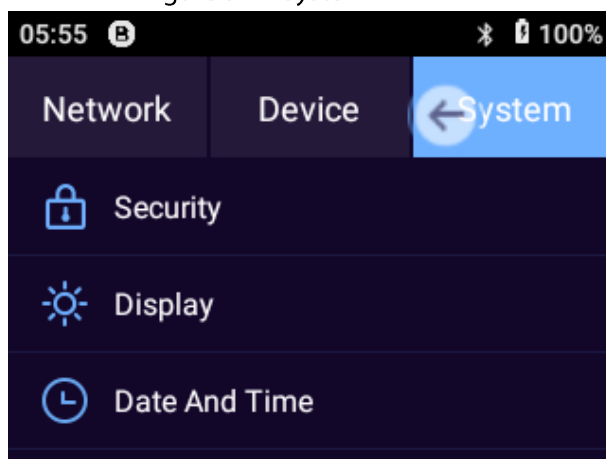 05:55 B 100%
Network Device System
Security
Display
Date And Time